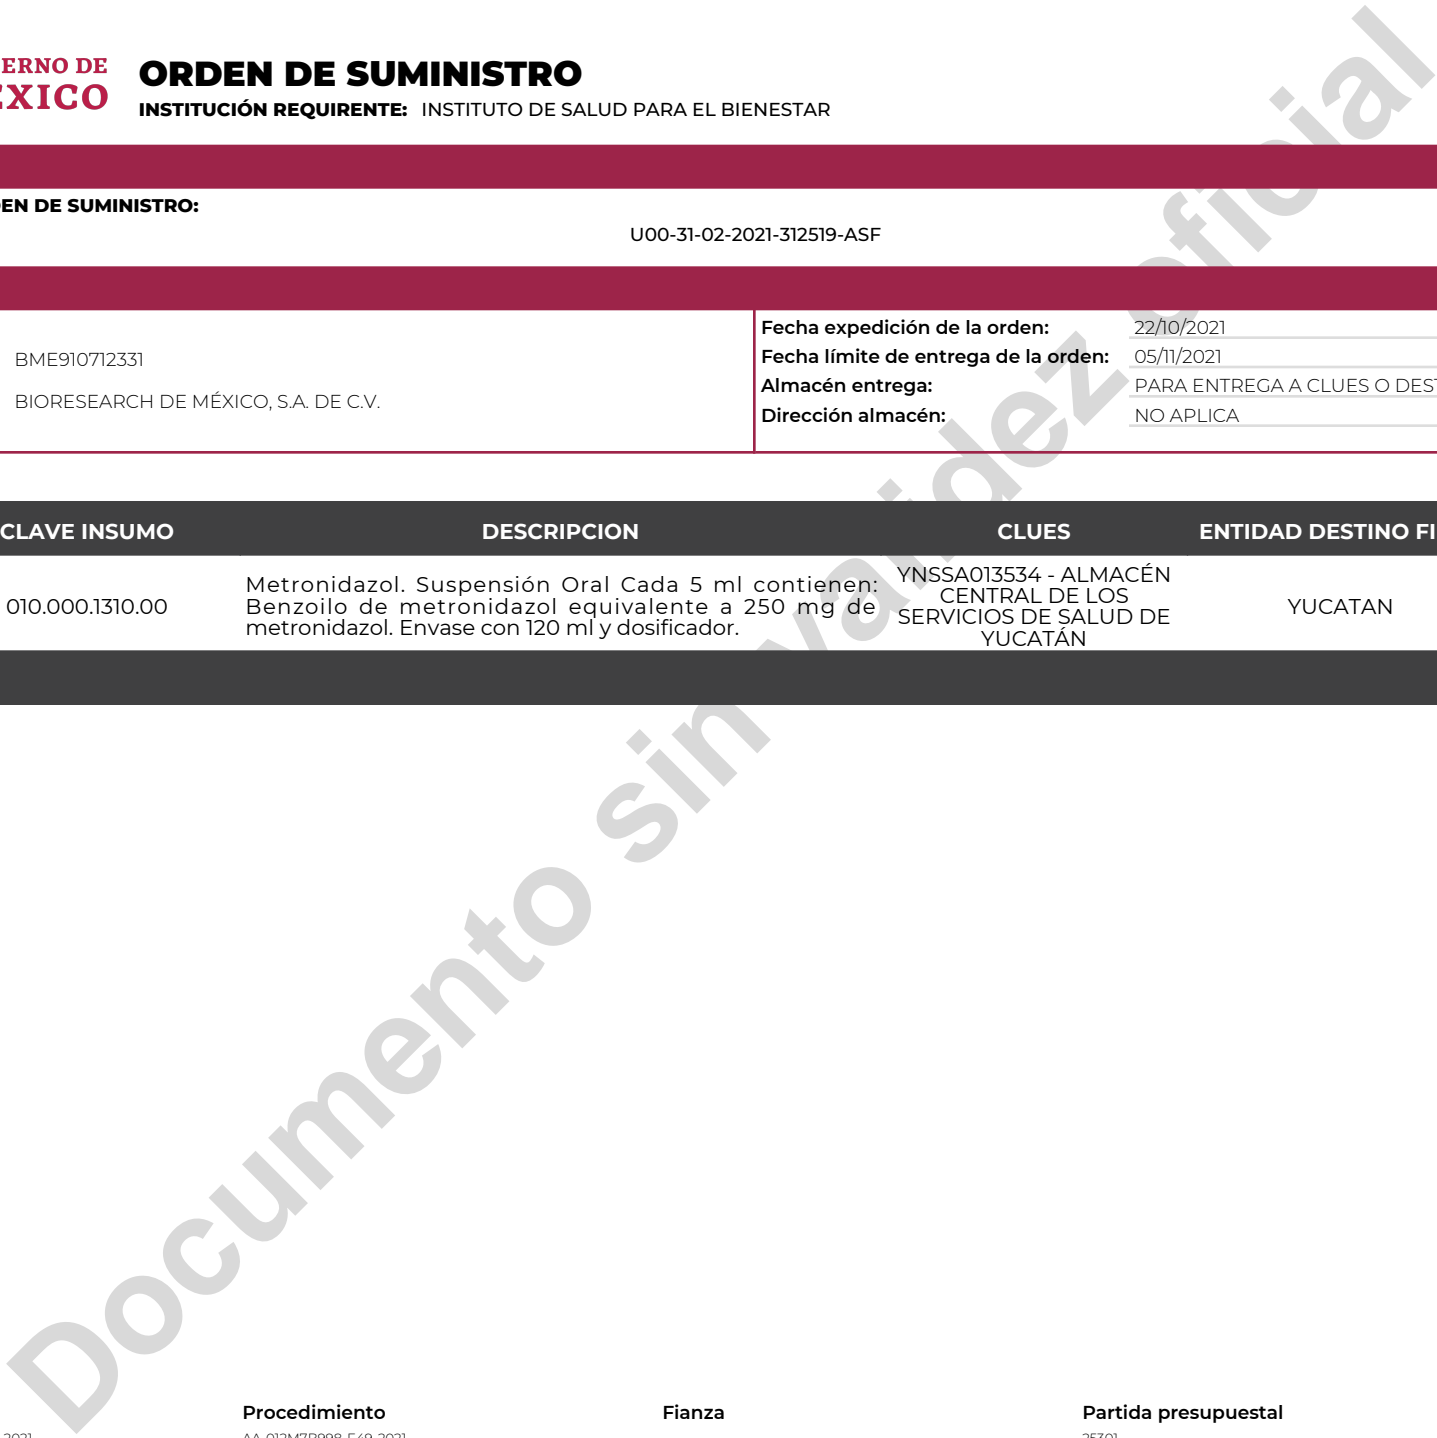 ERNO DE
ORDEN DE SUMINISTRO
INSTITUCIÓN REQUIRENTE: INSTITUTO DE SALUD PARA EL BIENESTAR
EN DE SUMINISTRO:
U00-31-02-2021-312519-ASF
BME910712331
BIORESEARCH DE MÉXICO, S.A. DE C.V.
Fecha expedición de la orden: 22/10/2021
Fecha límite de entrega de la orden: 05/11/2021
Almacén entrega: PARA ENTREGA A CLUES O DEST
Dirección almacén: NO APLICA
CLAVE INSUMO DESCRIPCION CLUES ENTIDAD DESTINO FI
010.000.1310.00
Metronidazol. Suspensión Oral Cada 5 ml contienen:
Benzoilo de metronidazol equivalente a 250 mg de
metronidazol. Envase con 120 ml y dosificador.
YNSSA013534 - ALMACÉN
CENTRAL DE LOS
SERVICIOS DE SALUD DE
YUCATÁN
YUCATAN
Documento sin validez oficial
Procedimiento Fianza Partida presupuestal